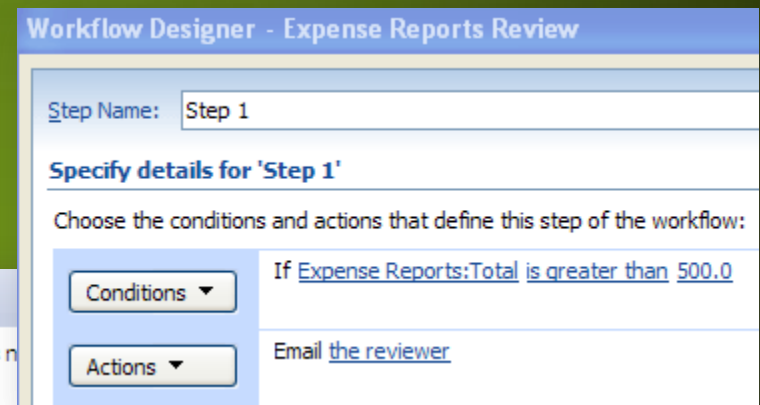 Workflow Designer - Expense Reports Review
Step Name: Step 1
Specify details for 'Step 1'
Choose the conditions and actions that define this step of the workflow:
Conditions If Expense Reports:Total is greater than 500.0
n
Actions Email the reviewer